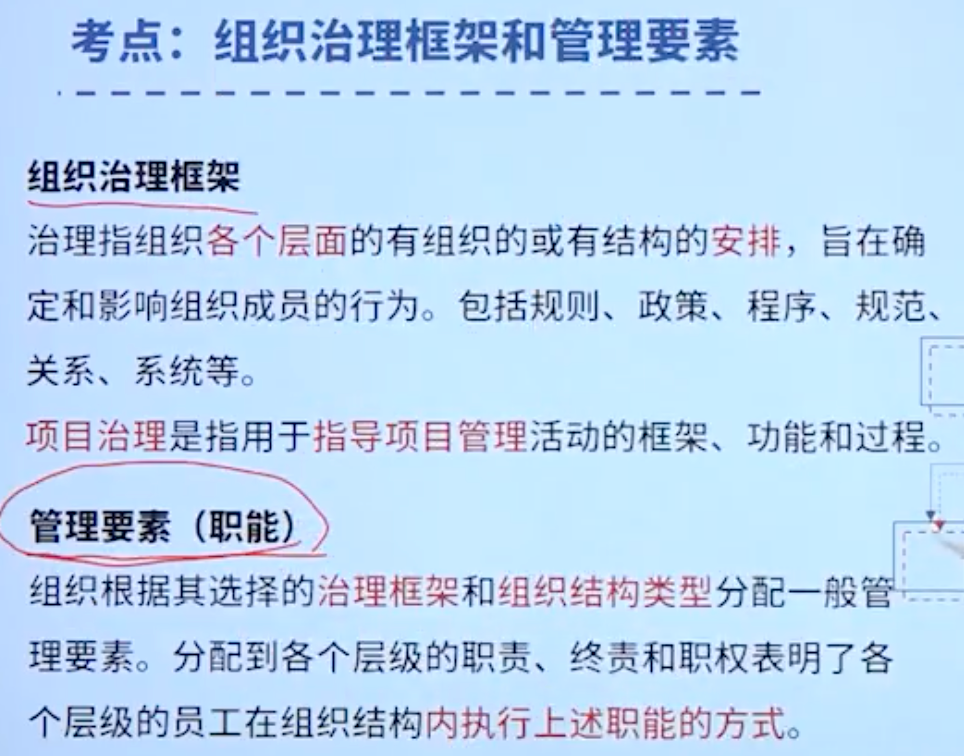 考点：组织治理框架和管理要素
组织治理框架
治理指组织各个层面的有组织的或有结构的安排，旨在确
定和影响组织成员的行为。包括规则、政策、程序、规范、
关系、系统等。
项目治理是指用于指导项目管理活动的框架、功能和过程。
管理要素（职能）
组织根据其选择的治理框架和组织结构类型分配一般管
理要素。分配到各个层级的职责、终责和职权表明了各
个层级的员工在组织结构内执行上述职能的方式。